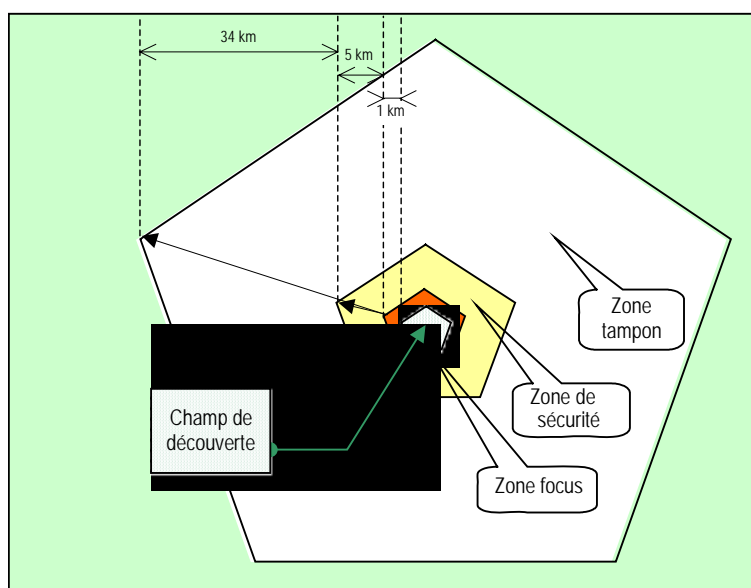 34 km
5 km
1 km
Zone
tampon
Zone de
sécurité
Champ de
découverte
Zone focus